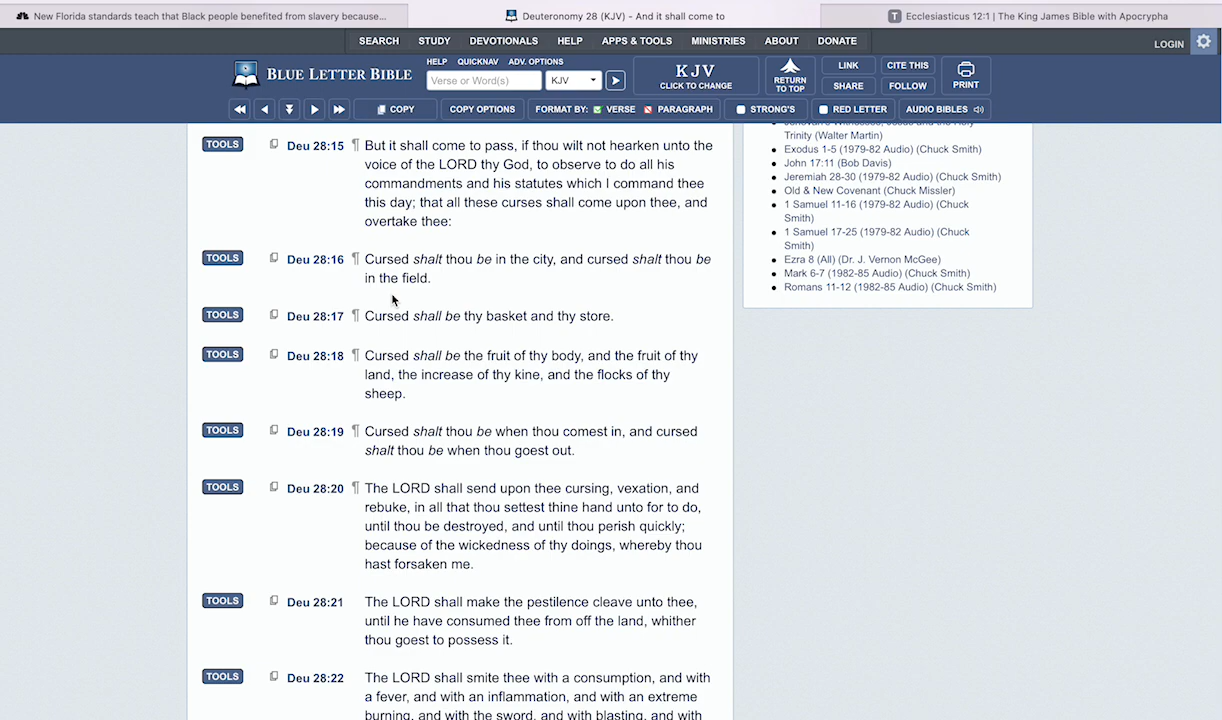 New Florida standards teach that Black people benefited from slavery because...
Deuteronomy 28 (KJV) - And it shall come to
Ecclesiasticus 12:1 | The King James Bible with Apocrypha
SEARCH STUDY DEVOTIONALS HELP APPS & TOOLS MINISTRIES ABOUT DONATE
LOGIN
BLUE LETTER BIBLE
HELP QUICKNAV ADV. OPTIONS
Verse or Word(s)
KJV
KJV
CLICK TO CHANGE
RETURN
TO TOP
LINK CITE THIS
SHARE FOLLOW
PRINT
COPY COPY OPTIONS FORMAT BY: VERSE PARAGRAPH STRONG'S RED LETTER AUDIO BIBLES
TOOLS Deu 28:15 ¶ But it shall come to pass, if thou wilt not hearken unto the
voice of the LORD thy God, to observe to do all his
commandments and his statutes which I command thee
this day; that all these curses shall come upon thee, and
overtake thee:
TOOLS Deu 28:16 ¶ Cursed shalt thou be in the city, and cursed shalt thou be
in the field.
TOOLS Deu 28:17 ¶ Cursed shall be thy basket and thy store.
TOOLS Deu 28:18 ¶ Cursed shall be the fruit of thy body, and the fruit of thy
land, the increase of thy kine, and the flocks of thy
sheep.
TOOLS Deu 28:19 ¶ Cursed shalt thou be when thou comest in, and cursed
shalt thou be when thou goest out.
TOOLS Deu 28:20 ¶ The LORD shall send upon thee cursing, vexation, and
rebuke, in all that thou settest thine hand unto for to do,
until thou be destroyed, and until thou perish quickly;
because of the wickedness of thy doings, whereby thou
hast forsaken me.
TOOLS Deu 28:21 The LORD shall make the pestilence cleave unto thee,
until he have consumed thee from off the land, whither
thou goest to possess it.
TOOLS Deu 28:22 The LORD shall smite thee with a consumption, and with
a fever, and with an inflammation, and with an extreme
burning, and with the sword, and with blasting, and with
Trinity (Walter Martin)
Exodus 1-5 (1979-82 Audio) (Chuck Smith)
John 17:11 (Bob Davis)
Jeremiah 28-30 (1979-82 Audio) (Chuck Smith)
Old & New Covenant (Chuck Missler)
1 Samuel 11-16 (1979-82 Audio) (Chuck
Smith)
1 Samuel 17-25 (1979-82 Audio) (Chuck
Smith)
Ezra 8 (All) (Dr. J. Vernon McGee)
Mark 6-7 (1982-85 Audio) (Chuck Smith)
Romans 11-12 (1982-85 Audio) (Chuck Smith)